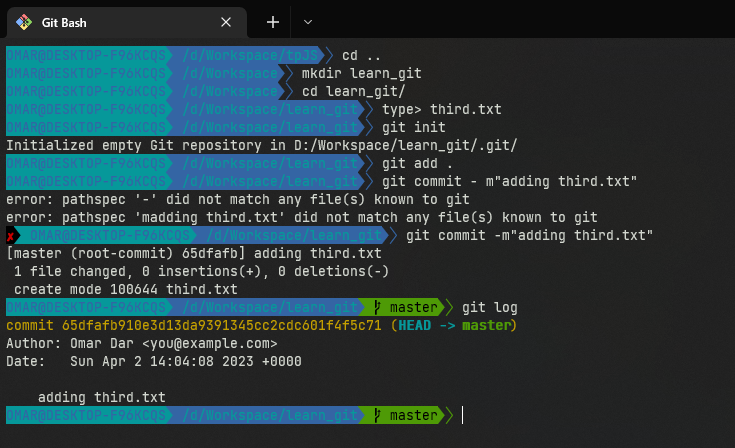 Git Bash
OMAR@DESKTOP-F96KCQS /d/Workspace/tpJS cd ..
OMAR@DESKTOP-F96KCQS /d/Workspace mkdir learn_git
OMAR@DESKTOP-F96KCQS /d/Workspace cd learn_git/
OMAR@DESKTOP-F96KCQS /d/Workspace/learn_git type> third.txt
OMAR@DESKTOP-F96KCQS /d/Workspace/learn_git git init
Initialized empty Git repository in D:/Workspace/learn_git/.git/
OMAR@DESKTOP-F96KCQS /d/Workspace/learn_git git add .
OMAR@DESKTOP-F96KCQS /d/Workspace/learn_git git commit - m"adding third.txt"
error: pathspec '-' did not match any file(s) known to git
error: pathspec 'madding third.txt' did not match any file(s) known to git
✘ OMAR@DESKTOP-F96KCQS /d/Workspace/learn_git git commit -m"adding third.txt"
[master (root-commit) 65dfafb] adding third.txt
1 file changed, 0 insertions(+), 0 deletions(-)
create mode 100644 third.txt
OMAR@DESKTOP-F96KCQS /d/Workspace/learn_git master git log
commit 65dfafb910e3d13da9391345cc2cdc601f4f5c71 (HEAD -> master)
Author: Omar Dar <you@example.com>
Date: Sun Apr 2 14:04:08 2023 +0000
adding third.txt
OMAR@DESKTOP-F96KCQS /d/Workspace/learn_git master